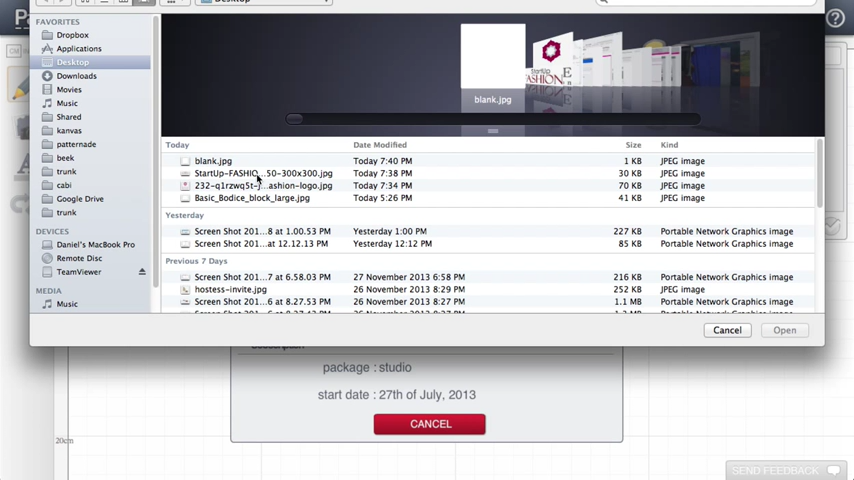 FAVORITES
Dropbox
Applications
Desktop
Downloads
Movies
Music
Shared
kanvas
patternade
beek
trunk
cabi
Google Drive
trunk
DEVICES
Daniel's MacBook Pro
Remote Disc
TeamViewer
MEDIA
Music
StartUp
FASHION
blank.jpg
Today Date Modified Size Kind
blank.jpg Today 7:40 PM 1 KB JPEG image
StartUp-FASHIO...50-300x300.jpg Today 7:38 PM 30 KB JPEG image
232-q1rzwq5t-j...ashion-logo.jpg Today 7:34 PM 70 KB JPEG image
Basic_Bodice_block_large.jpg Today 5:26 PM 41 KB JPEG image
Yesterday
Screen Shot 201...8 at 1.00.53 PM Yesterday 1:00 PM 227 KB Portable Network Graphics image
Screen Shot 201...at 12.12.13 PM Yesterday 12:12 PM 85 KB Portable Network Graphics image
Previous 7 Days
Screen Shot 201...7 at 6.58.03 PM 27 November 2013 6:58 PM 216 KB Portable Network Graphics image
hostess-invite.jpg 26 November 2013 8:29 PM 252 KB JPEG image
Screen Shot 201...6 at 8.27.53 PM 26 November 2013 8:27 PM 1.1 MB Portable Network Graphics image
Cancel
Open
package : studio
start date : 27th of July, 2013
CANCEL
20cm
SEND FEEDBACK